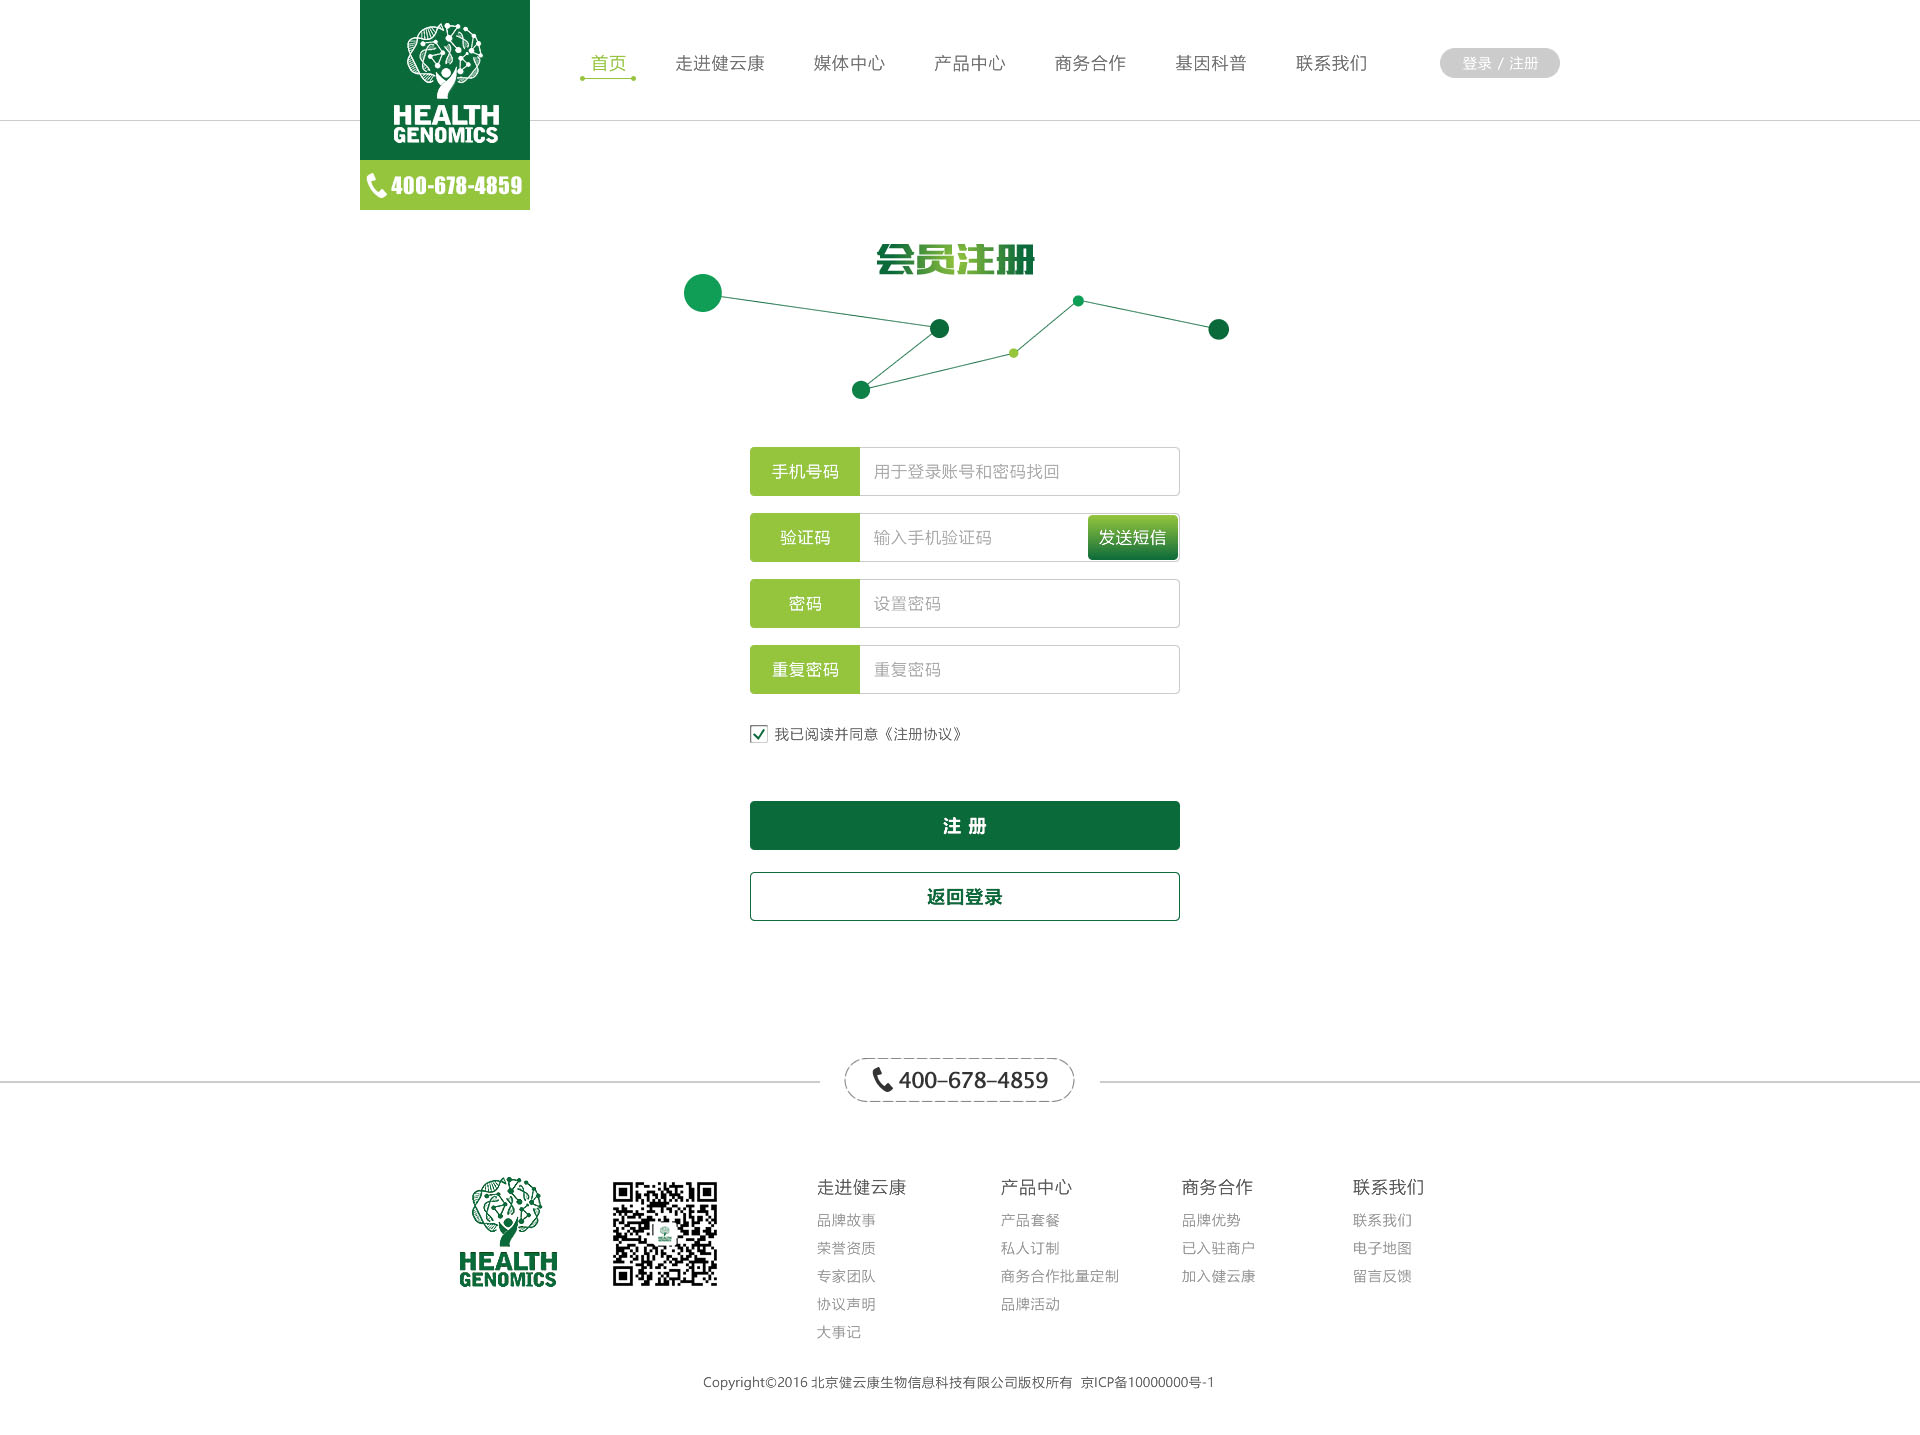 HEALTH
GENOMICS
400-678-4859
首页 走进健云康 媒体中心 产品中心 商务合作 基因科普 联系我们 登录 / 注册
会员注册
手机号码 用于登录账号和密码找回
验证码 输入手机验证码 发送短信
密码 设置密码
重复密码 重复密码
我已阅读并同意《注册协议》
注 册
返回登录
400-678-4859
HEALTH
GENOMICS
走进健云康
品牌故事
荣誉资质
专家团队
协议声明
大事记
产品中心
产品套餐
私人订制
商务合作批量定制
品牌活动
商务合作
品牌优势
已入驻商户
加入健云康
联系我们
联系我们
电子地图
留言反馈
Copyright©2016 北京健云康生物信息科技有限公司版权所有 京ICP备10000000号-1